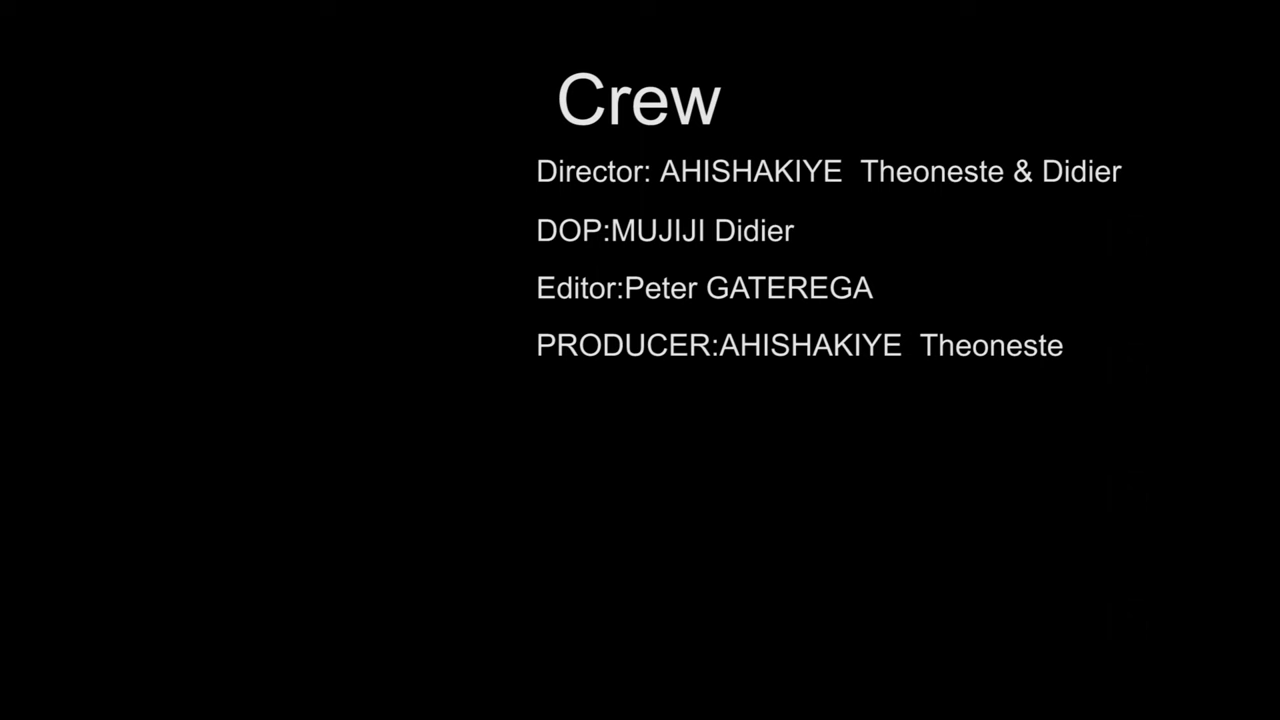 Crew
Director: AHISHAKIYE  Theoneste & Didier
DOP:MUJIJI Didier
Editor:Peter GATEREGA
PRODUCER:AHISHAKIYE  Theoneste